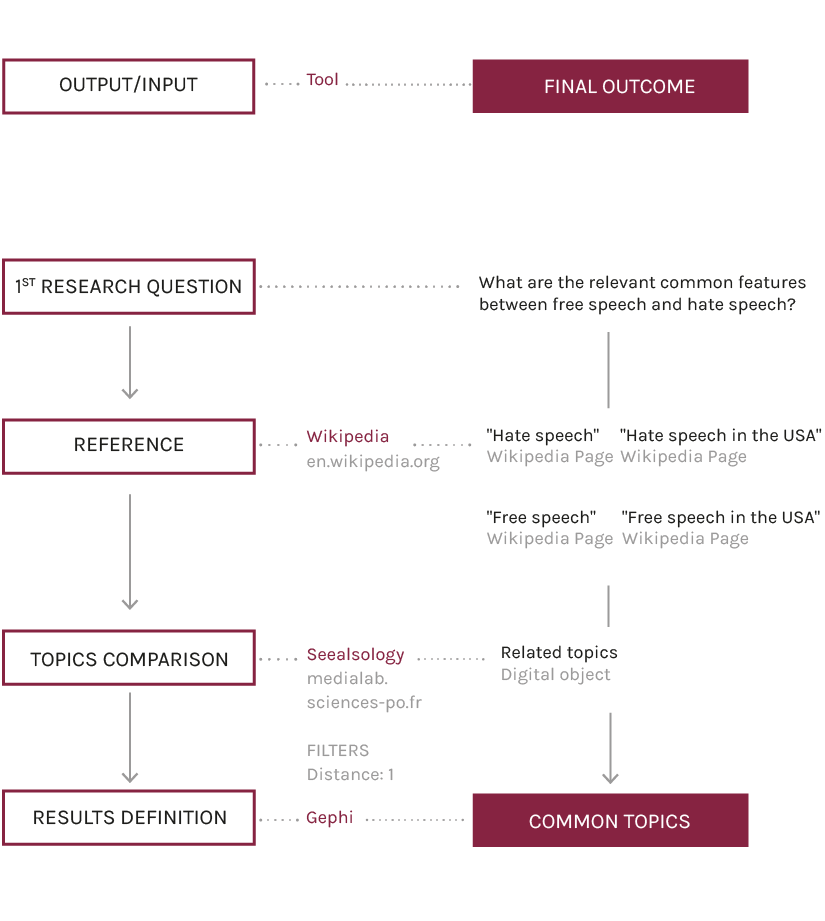 OUTPUT/INPUT
Tool
FINAL OUTCOME
1ST RESEARCH QUESTION
What are the relevant common features
between free speech and hate speech?
REFERENCE
Wikipedia
en.wikipedia.org
"Hate speech" "Hate speech in the USA"
Wikipedia Page Wikipedia Page
"Free speech" "Free speech in the USA"
Wikipedia Page Wikipedia Page
TOPICS COMPARISON
Seealsology
medialab.
sciences-po.fr
Related topics
Digital object
FILTERS
Distance: 1
RESULTS DEFINITION
Gephi
COMMON TOPICS